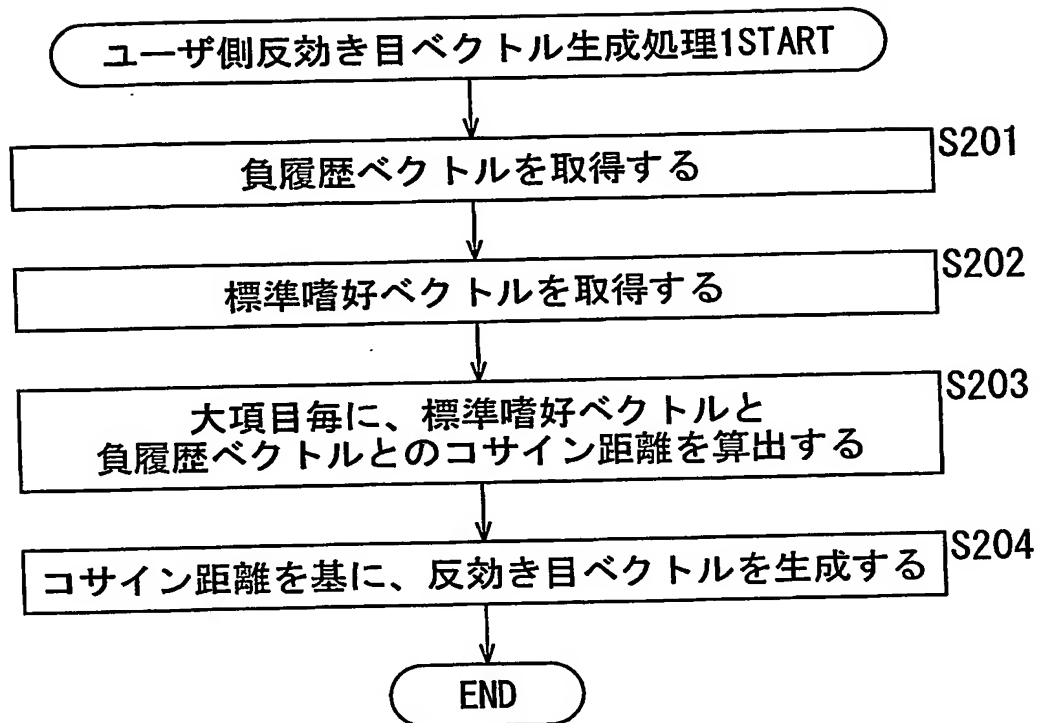 ユーザ側反効き目ベクトル生成処理1START
S201
負履歴ベクトルを取得する
S202
標準嗜好ベクトルを取得する
S203
大項目毎に、標準嗜好ベクトルと
負履歴ベクトルとのコサイン距離を算出する
S204
コサイン距離を基に、反効き目ベクトルを生成する
END